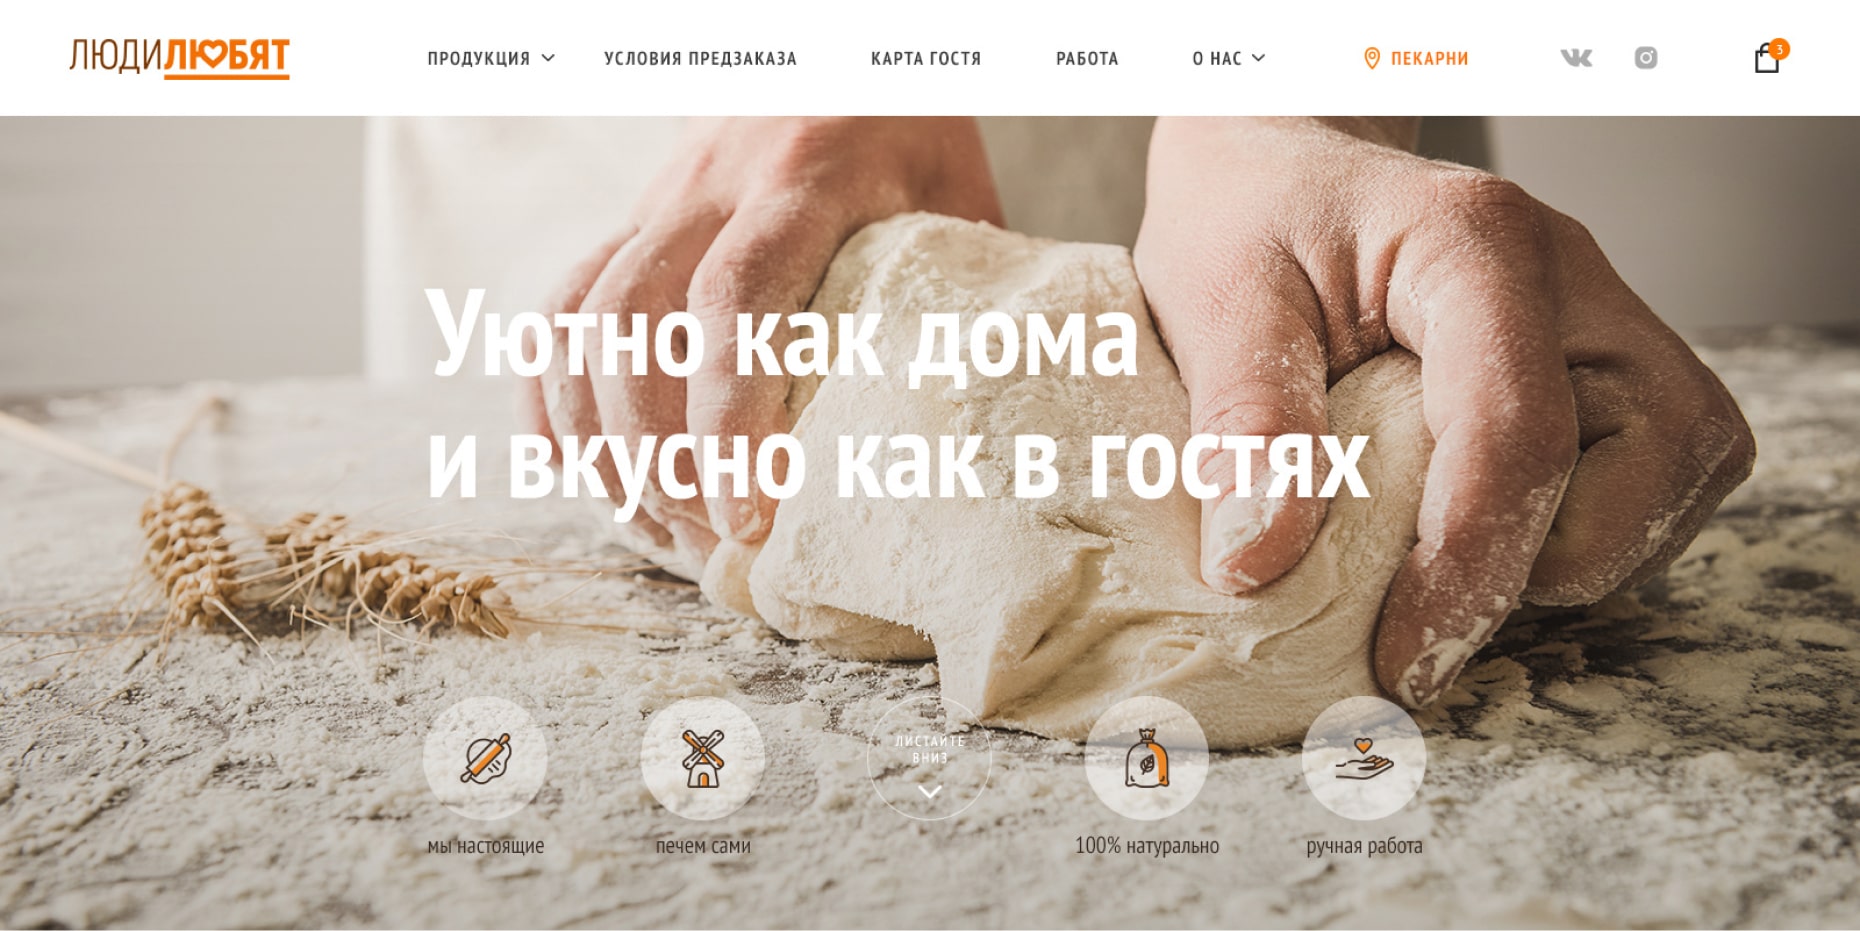 ЛЮДИЛЮБЯТ
ПРОДУКЦИЯ
УСЛОВИЯ ПРЕДЗАКАЗА
КАРТА ГОСТЯ
РАБОТА
О НАС
ПЕКАРНИ
3
Уютно как дома
и вкусно как в гостях
ЛИСТАЙТЕ
ВНИЗ
мы настоящие
печем сами
100% натурально
ручная работа